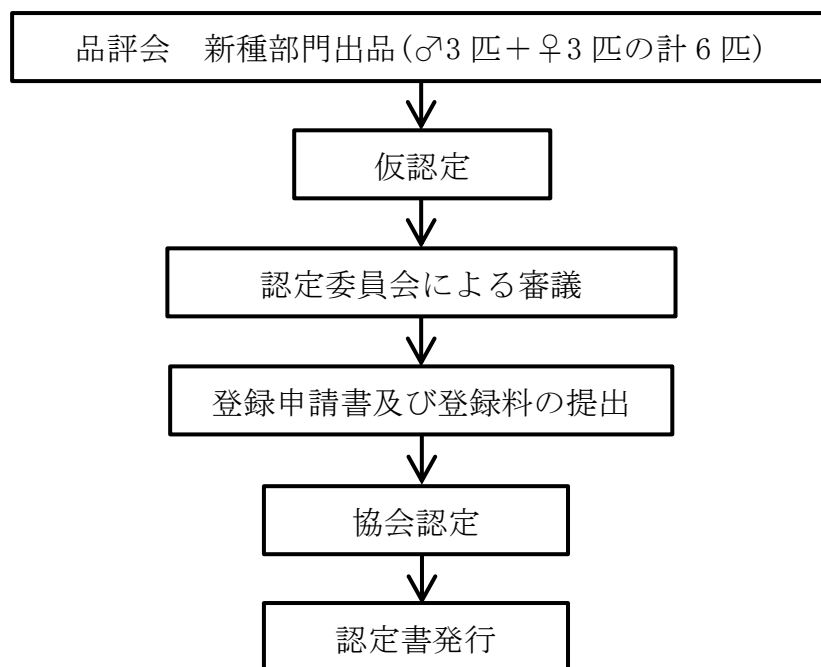 品評会　新種部門出品(♂3 匹＋♀3 匹の計 6 匹)
仮認定
認定委員会による審議
登録申請書及び登録料の提出
協会認定
認定書発行